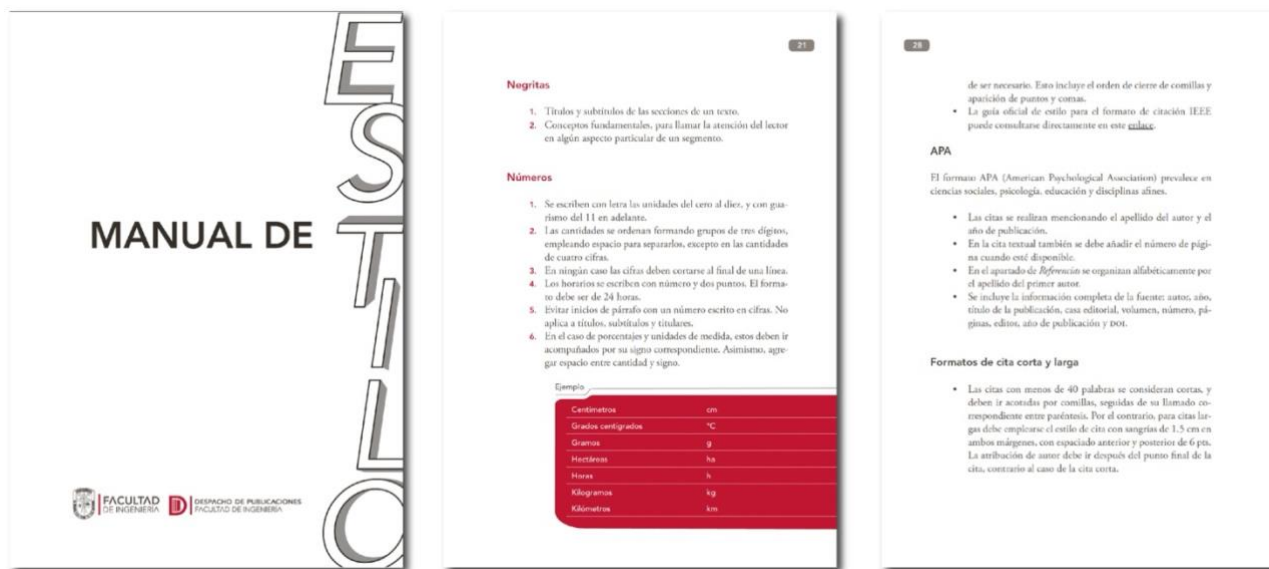 MANUAL DE
ESTILO
FACULTAD
DE INGENIERÍA
DESPACHO DE PUBLICACIONES
FACULTAD DE INGENIERÍA
21
Negritas
1. Títulos y subtítulos de las secciones de un texto.
2. Conceptos fundamentales, para llamar la atención del lector
en algún aspecto particular de un segmento.
Números
1. Se escriben con letra las unidades del cero al diez, y con gua-
rismo del 11 en adelante.
2. Las cantidades se ordenan formando grupos de tres dígitos,
empleando espacio para separarlos, excepto en las cantidades
de cuatro cifras.
3. En ningún caso las cifras deben cortarse al final de una línea.
4. Los horarios se escriben con número y dos puntos. El forma-
to debe ser de 24 horas.
5. Evitar inicios de párrafo con un número escrito en cifras. No
aplica a títulos, subtítulos y titulares.
6. En el caso de porcentajes y unidades de medida, estos deben ir
acompañados por su signo correspondiente. Asimismo, agre-
gar espacio entre cantidad y signo.
Ejemplo
Centímetros cm
Grados centígrados °C
Gramos g
Hectáreas ha
Horas h
Kilogramos kg
Kilómetros km
28
de ser necesario. Esto incluye el orden de cierre de comillas y
aparición de puntos y comas.
• La guía oficial de estilo para el formato de citación IEEE
puede consultarse directamente en este enlace.
APA
El formato APA (American Psychological Association) prevalece en
ciencias sociales, psicología, educación y disciplinas afines.
• Las citas se realizan mencionando el apellido del autor y el
año de publicación.
• En la cita textual también se debe añadir el número de pági-
na cuando esté disponible.
• En el apartado de Referencias se organizan alfabéticamente por
el apellido del primer autor.
• Se incluye la información completa de la fuente: autor, año,
título de la publicación, casa editorial, volumen, número, pá-
ginas, editos, año de publicación y DOI.
Formatos de cita corta y larga
• Las citas con menos de 40 palabras se consideran cortas, y
deben ir acotadas por comillas, seguidas de su llamado co-
rrespondiente entre paréntesis. Por el contrario, para citas lar-
gas debe emplearse el estilo de cita con sangrías de 1.5 cm en
ambos márgenes, con espaciado anterior y posterior de 6 pts.
La atribución de autor debe ir después del punto final de la
cita, contrario al caso de la cita corta.